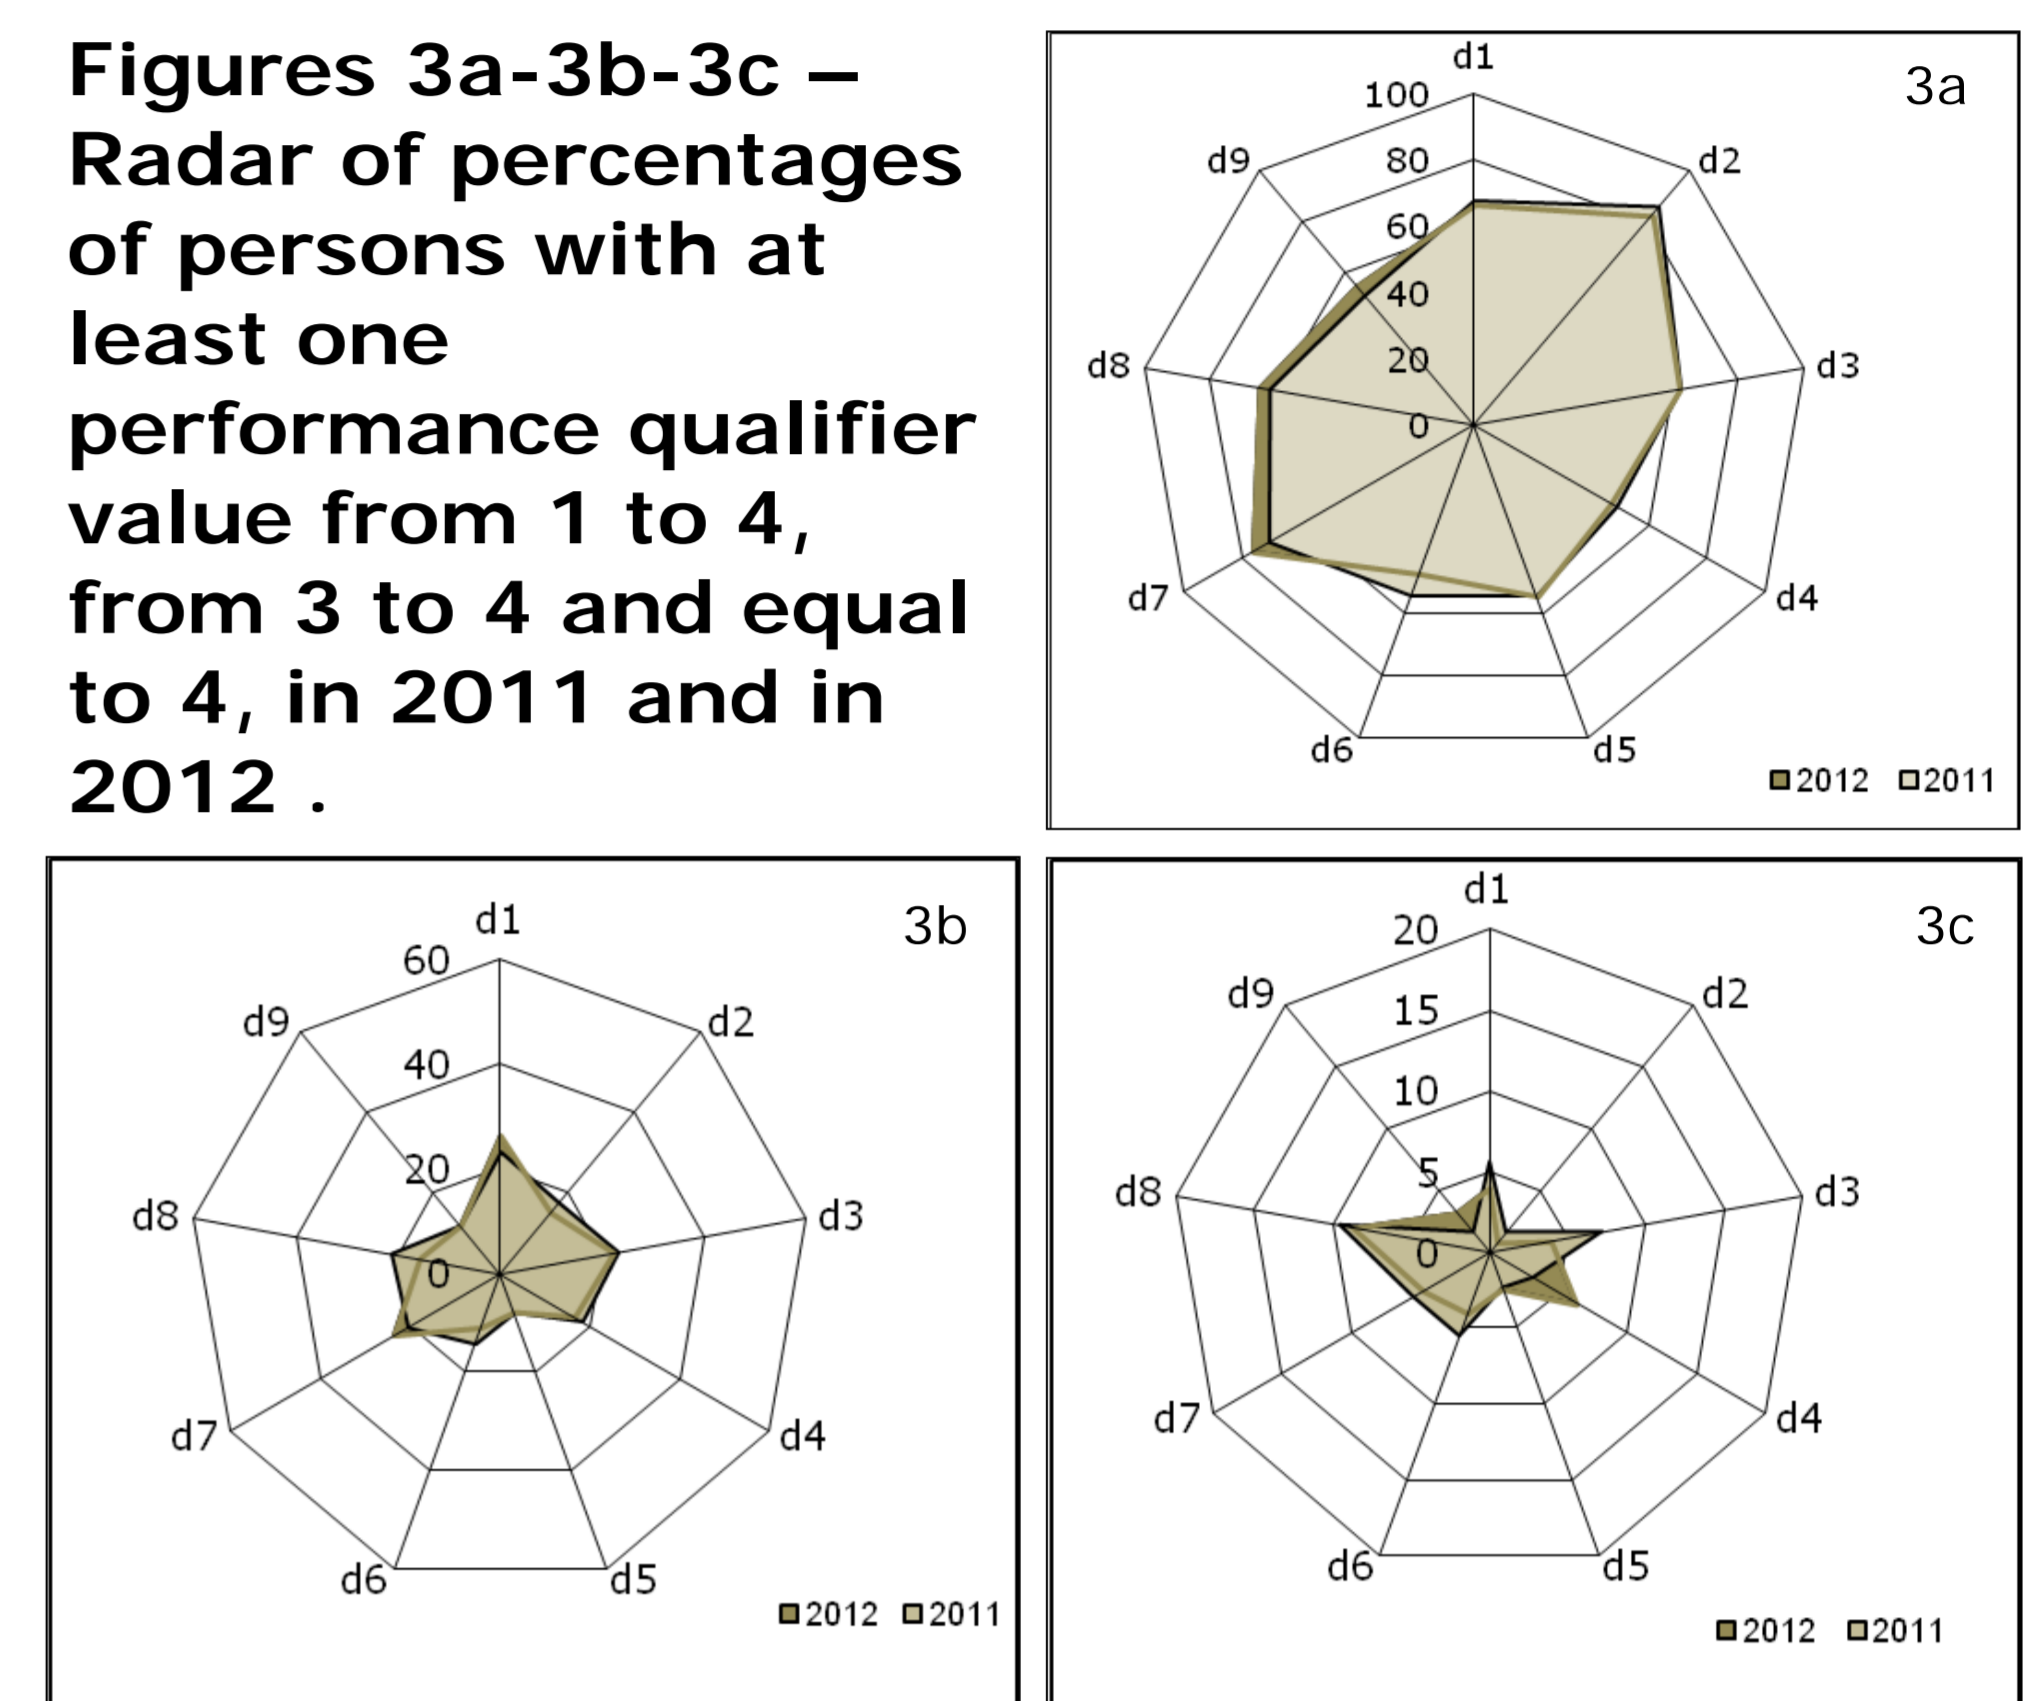 Figures 3a-3b-3c –
Radar of percentages
of persons with at
least one
performance qualifier
value from 1 to 4,
from 3 to 4 and equal
to 4, in 2011 and in
2012 .
3a
d1
100
80
60
40
20
0
d2
d3
d4
d5
d6
d7
d8
d9
2012 2011
3b
d1
60
40
20
0
d2
d3
d4
d5
d6
d7
d8
d9
2012 2011
3c
d1
20
15
10
5
0
d2
d3
d4
d5
d6
d7
d8
d9
2012 2011